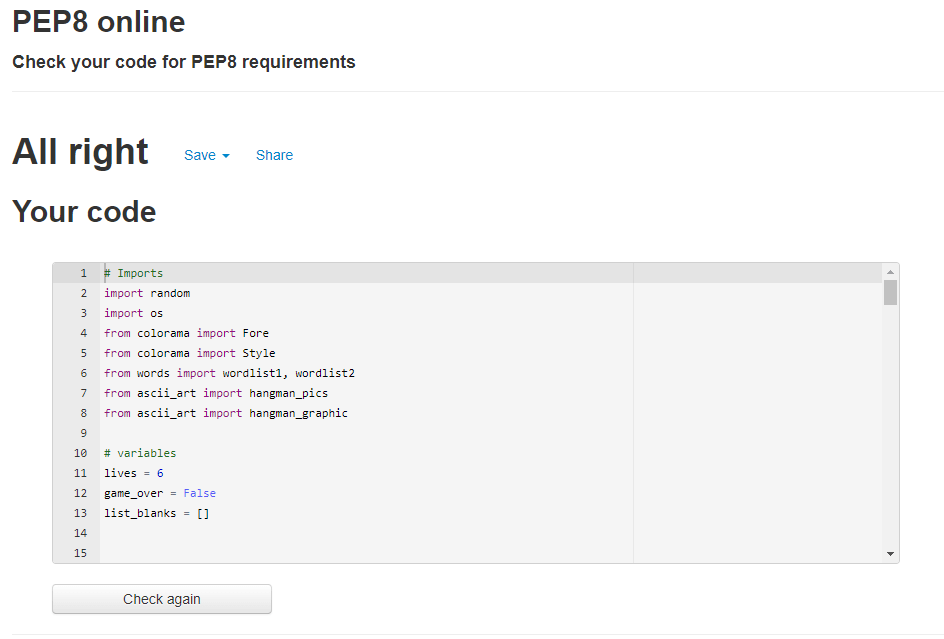 PEP8 online
Check your code for PEP8 requirements
All right Save Share
Your code
1 # Imports
2 import random
3 import os
4 from colorama import Fore
5 from colorama import Style
6 from words import wordlist1, wordlist2
7 from ascii_art import hangman_pics
8 from ascii_art import hangman_graphic
9
10 # variables
11 lives = 6
12 game_over = False
13 list_blanks = []
14
15
Check again